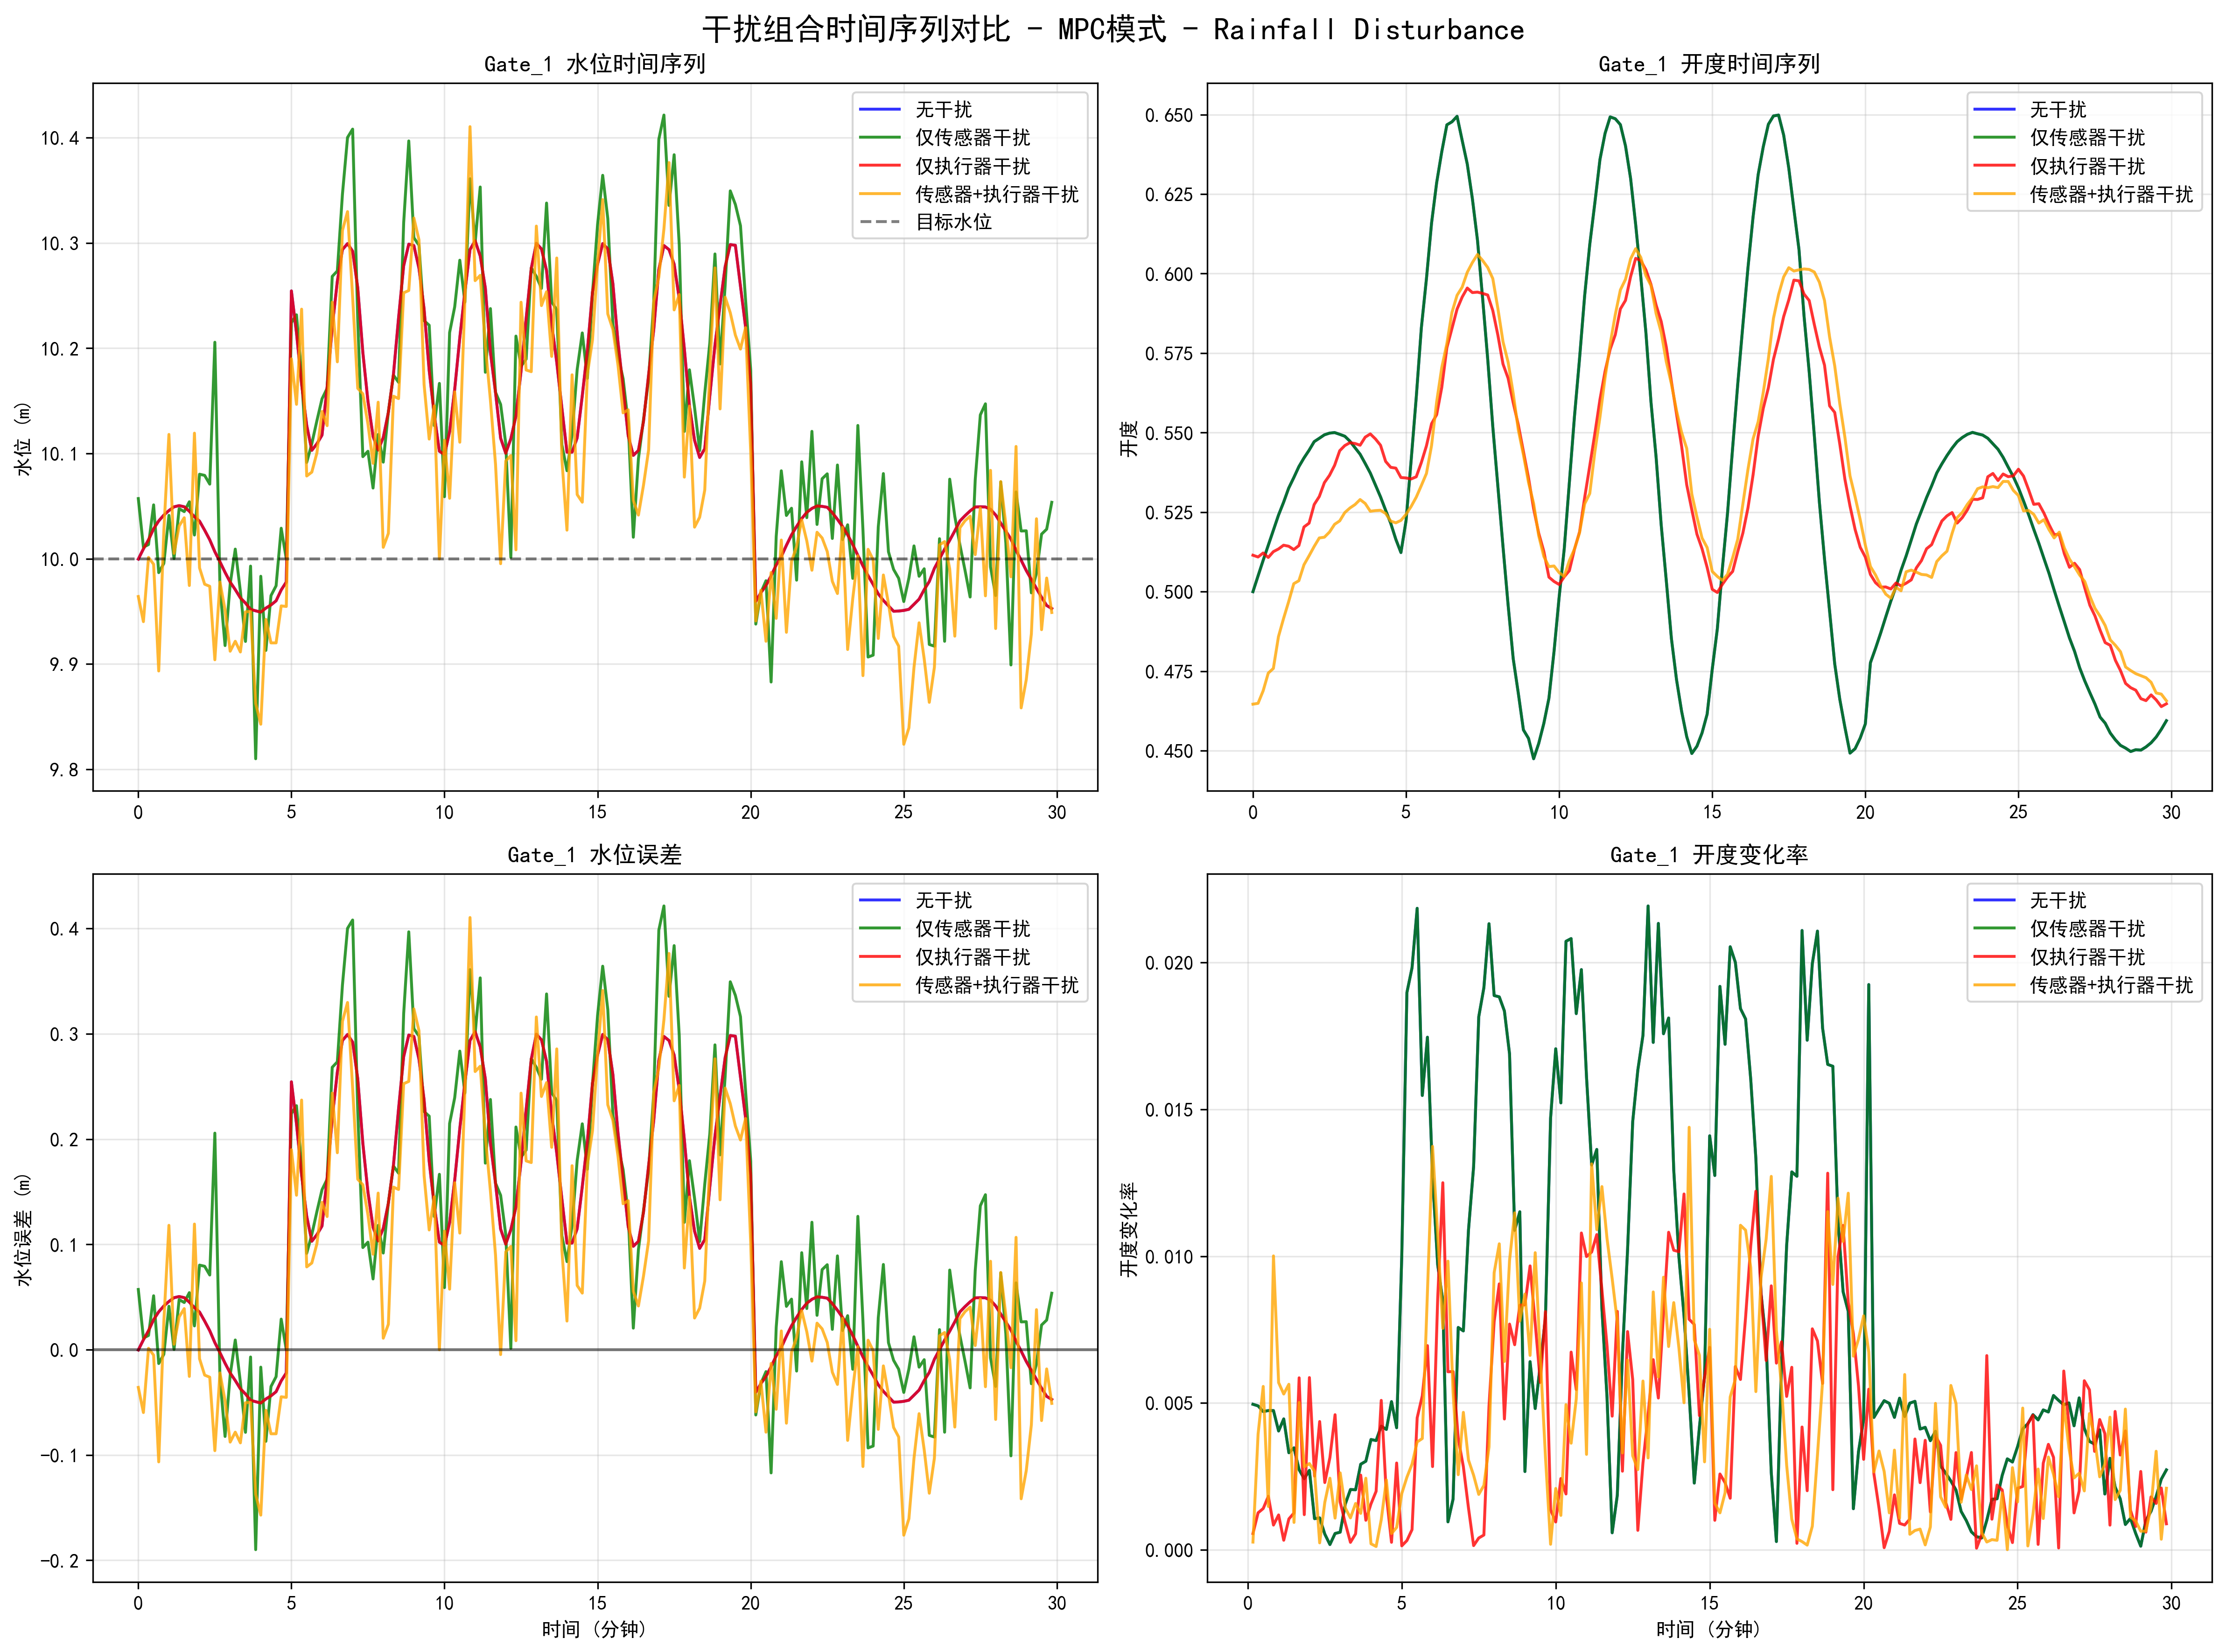 干扰组合时间序列对比 - MPC模式 - Rainfall Disturbance
Gate_1 水位时间序列
水位 (m)
10.4
10.3
10.2
10.1
10.0
9.9
9.8
0 5 10 15 20 25 30
无干扰
仅传感器干扰
仅执行器干扰
传感器+执行器干扰
目标水位
Gate_1 开度时间序列
开度
0.650
0.625
0.600
0.575
0.550
0.525
0.500
0.475
0.450
0 5 10 15 20 25 30
无干扰
仅传感器干扰
仅执行器干扰
传感器+执行器干扰
Gate_1 水位误差
水位误差 (m)
0.4
0.3
0.2
0.1
0.0
-0.1
-0.2
0 5 10 15 20 25 30
时间 (分钟)
无干扰
仅传感器干扰
仅执行器干扰
传感器+执行器干扰
Gate_1 开度变化率
开度变化率
0.020
0.015
0.010
0.005
0.000
0 5 10 15 20 25 30
时间 (分钟)
无干扰
仅传感器干扰
仅执行器干扰
传感器+执行器干扰